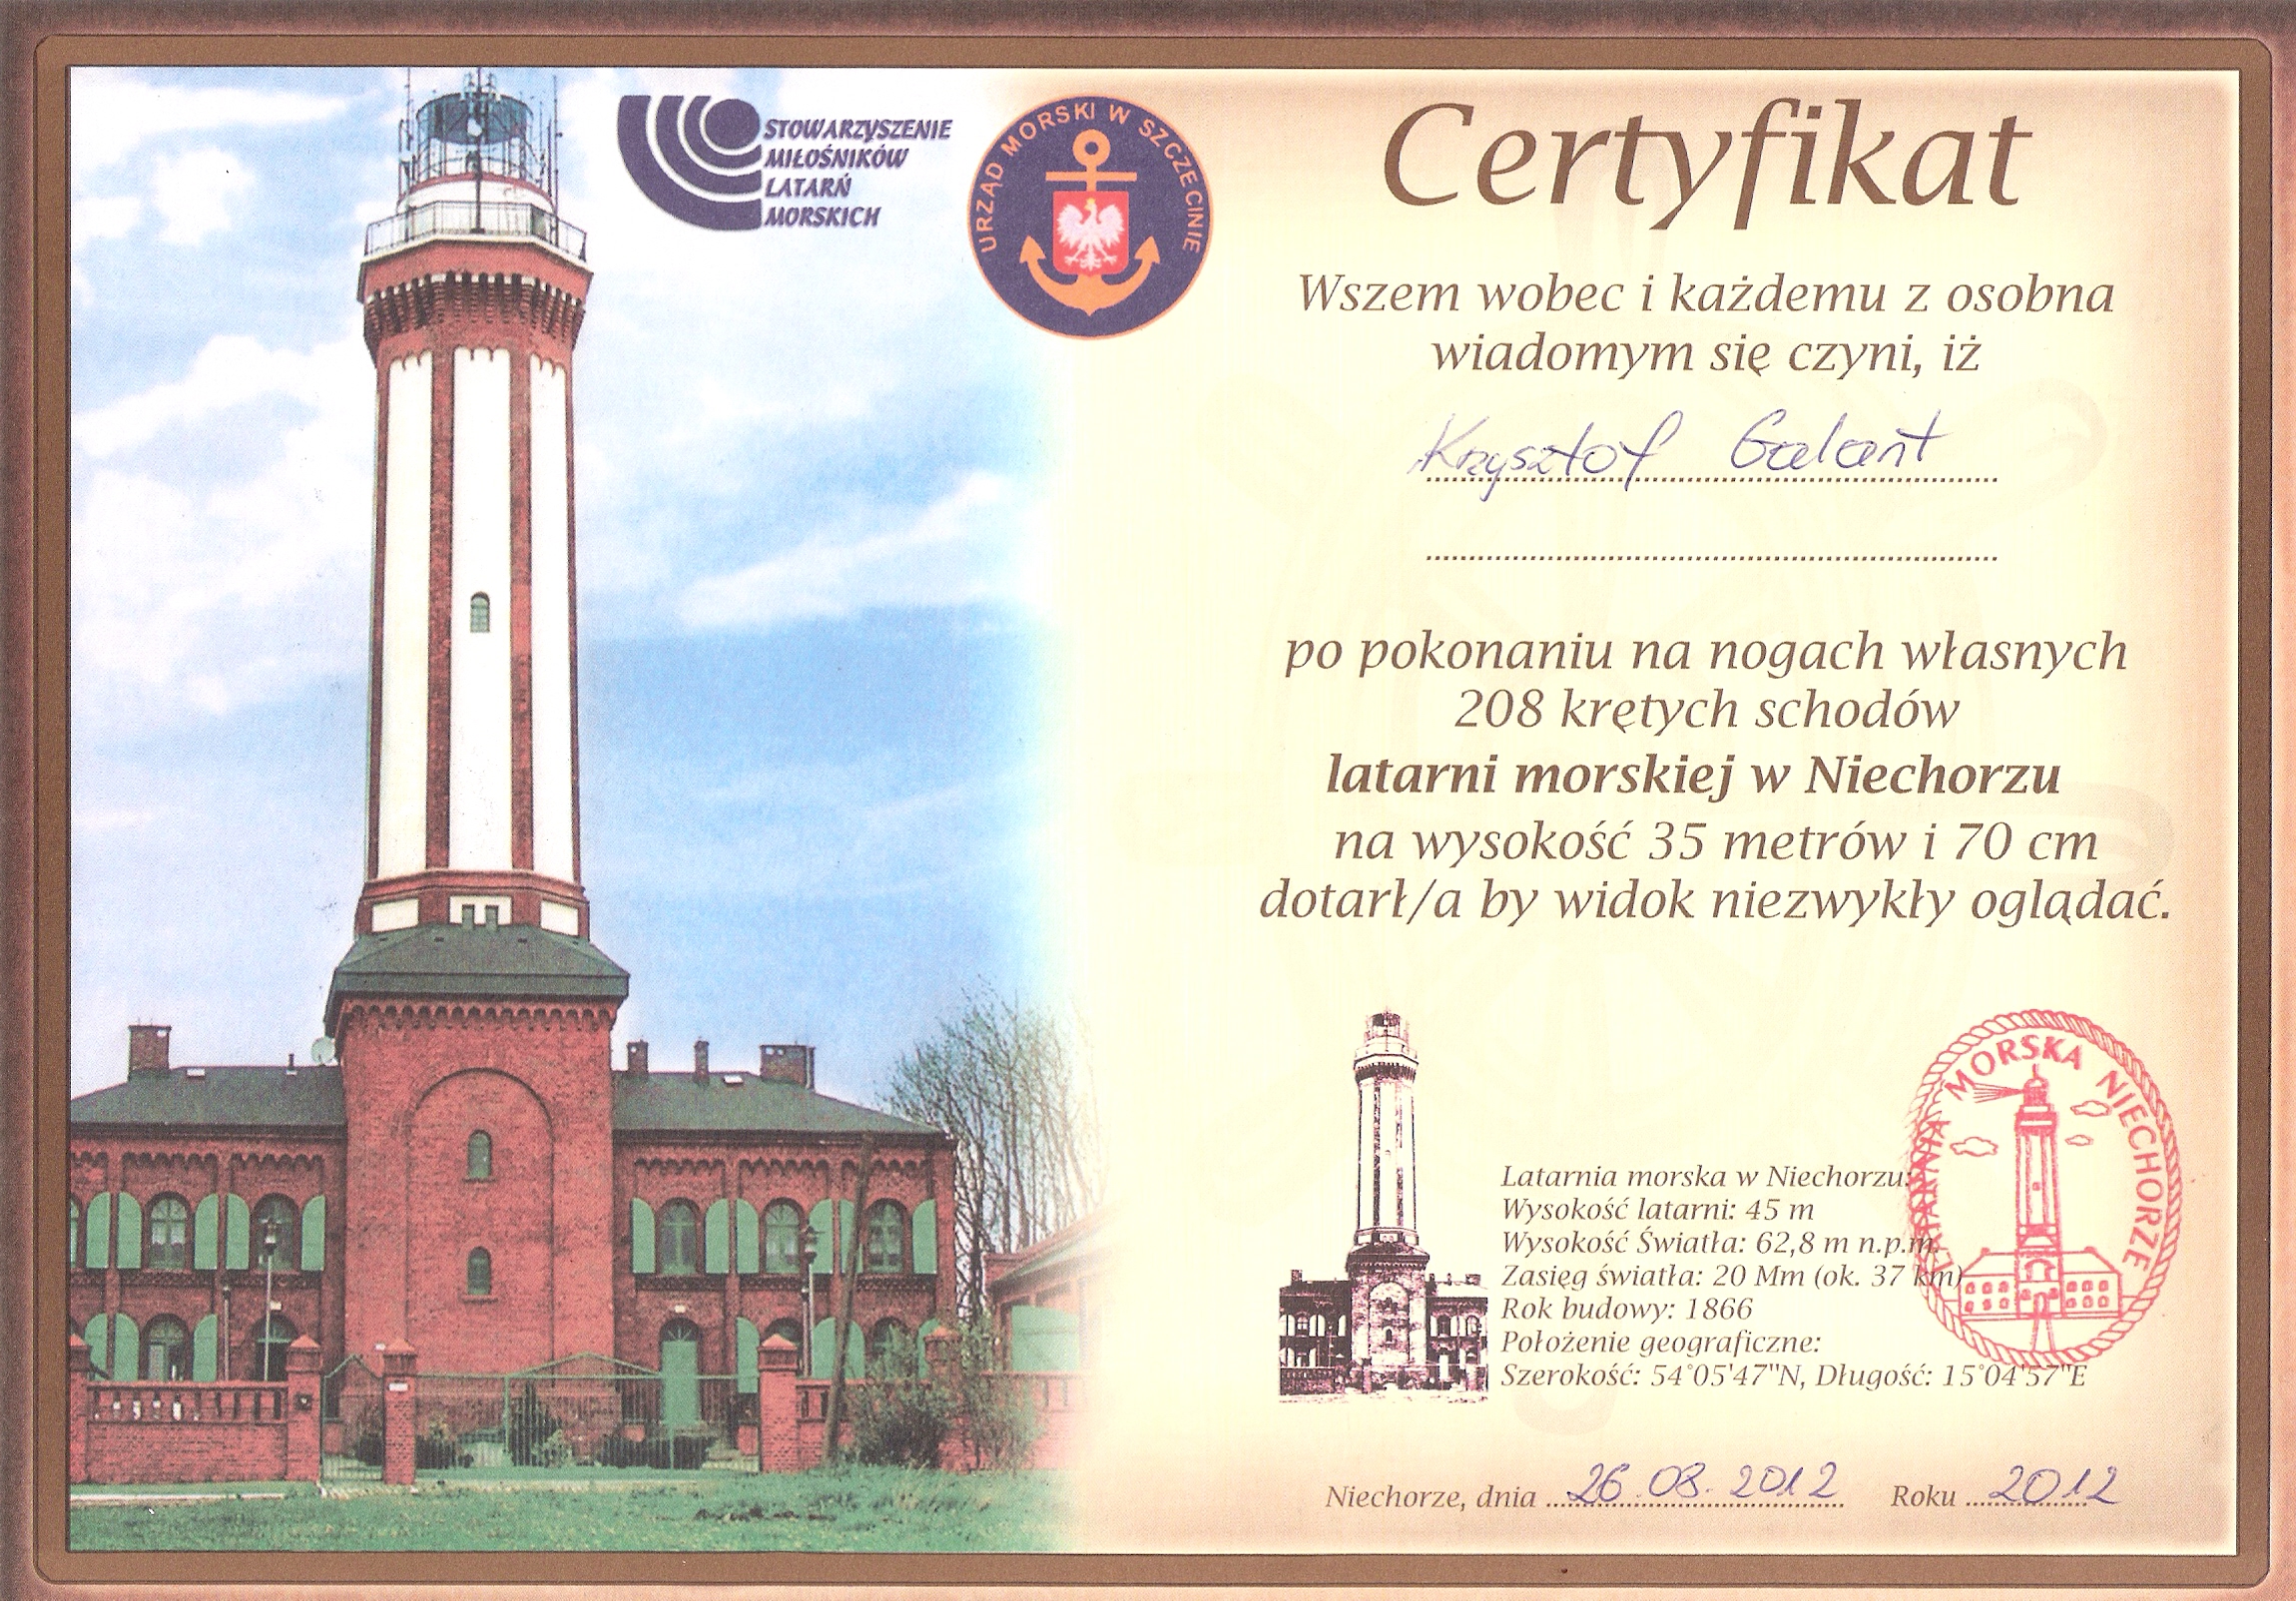 STOWARZYSZENIE
MIŁOŚNIKÓW
LATARŃ
MORSKICH
URZĄD MORSKI W SZCZECINIE
Certyfikat
Wszem wobec i każdemu z osobna
wiadomym się czyni, iż
Krzysztof Galant
po pokonaniu na nogach własnych
208 krętych schodów
latarni morskiej w Niechorzu
na wysokość 35 metrów i 70 cm
dotarł/a by widok niezwykły oglądać.
LATARNIA MORSKA NIECHORZE
Latarnia morska w Niechorzu:
Wysokość latarni: 45 m
Wysokość Światła: 62,8 m n.p.m.
Zasięg światła: 20 Mm (ok. 37 km)
Rok budowy: 1866
Położenie geograficzne:
Szerokość: 54°05'47"N, Długość: 15°04'57"E
Niechorze, dnia 26.08.2012 Roku 2012